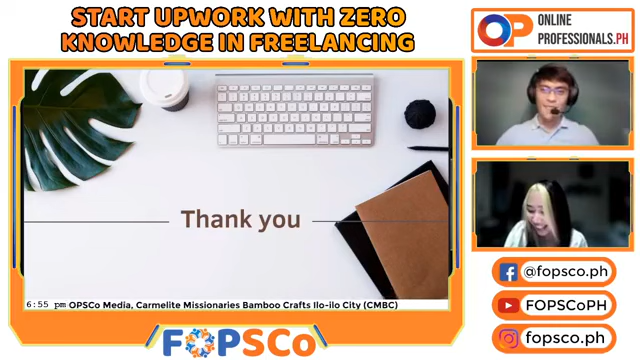 START UPWORK WITH ZERO
KNOWLEDGE IN FREELANCING
OP ONLINE
PROFESSIONALS.PH
Thank you
6:55 pm OPSCo Media, Carmelite Missionaries Bamboo Crafts Ilo-ilo City (CMBC)
FOPSCo
@fopsco.ph
FOPSCoPH
fopsco.ph